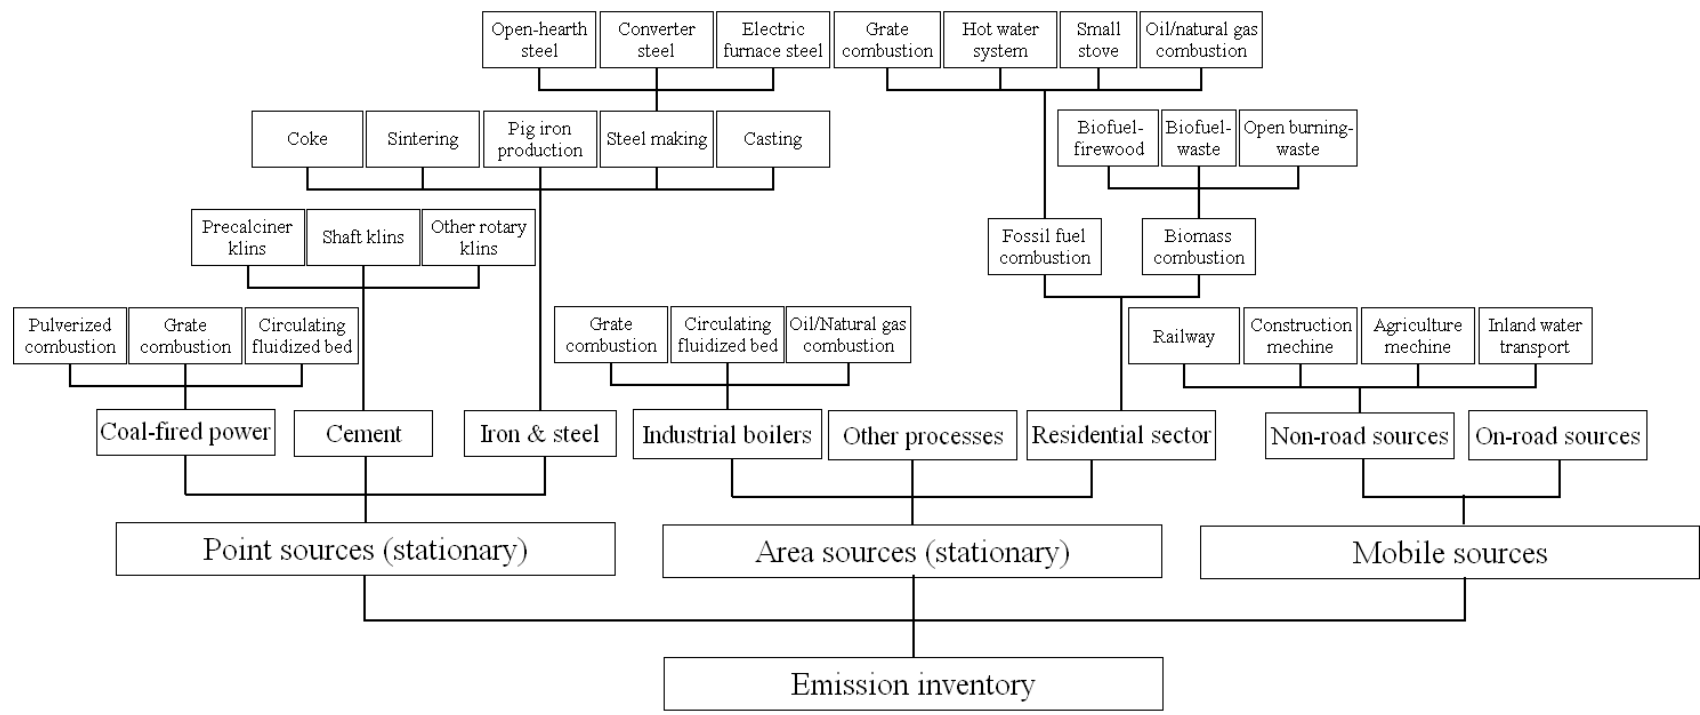 Open-hearth
steel
Converter
steel
Electric
furnace steel
Grate
combustion
Hot water
system
Small
stove
Oil/natural gas
combustion
Coke
Sintering
Pig iron
production
Steel making
Casting
Biofuel-
firewood
Biofuel-
waste
Open burning-
waste
Precalciner
klins
Shaft klins
Other rotary
klins
Fossil fuel
combustion
Biomass
combustion
Pulverized
combustion
Grate
combustion
Circulating
fluidized bed
Grate
combustion
Circulating
fluidized bed
Oil/Natural gas
combustion
Railway
Construction
mechine
Agriculture
mechine
Inland water
transport
Coal-fired power
Cement
Iron & steel
Industrial boilers
Other processes
Residential sector
Non-road sources
On-road sources
Point sources (stationary)
Area sources (stationary)
Mobile sources
Emission inventory